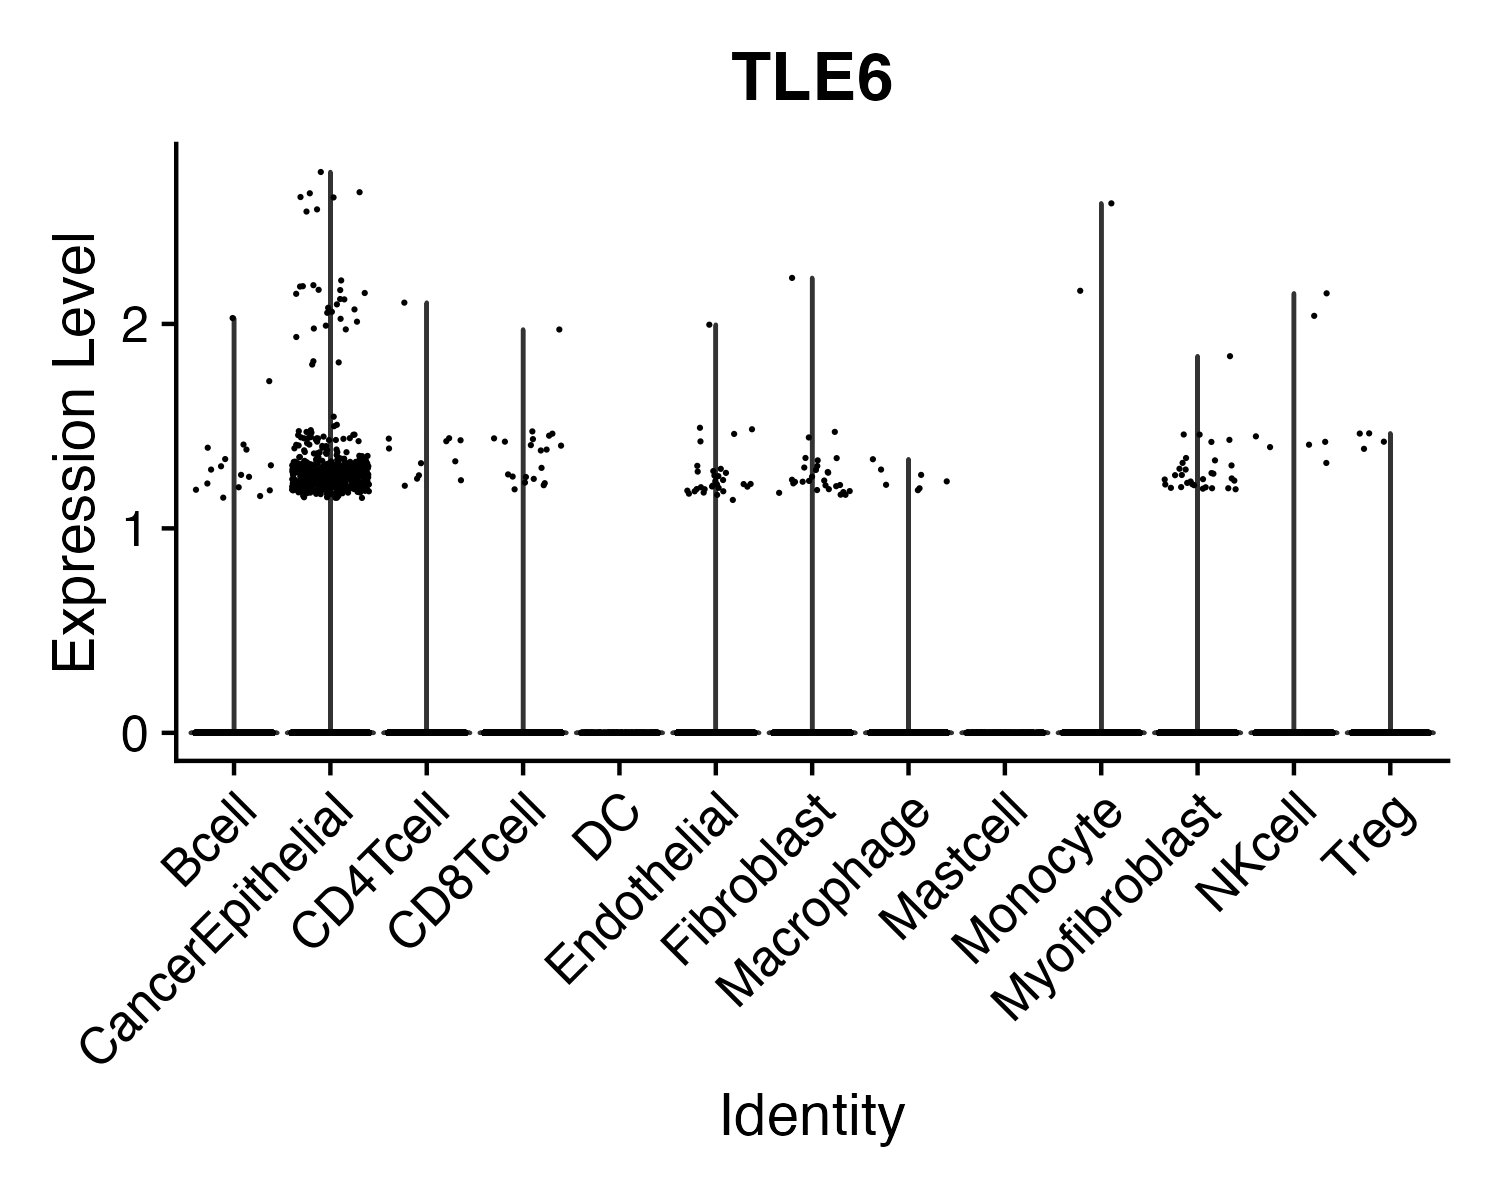 TLE6
Expression Level
2
1
0
Bcell
CancerEpithelial
CD4Tcell
CD8Tcell
DC
Endothelial
Fibroblast
Macrophage
Mastcell
Monocyte
Myofibroblast
NKcell
Treg
Identity